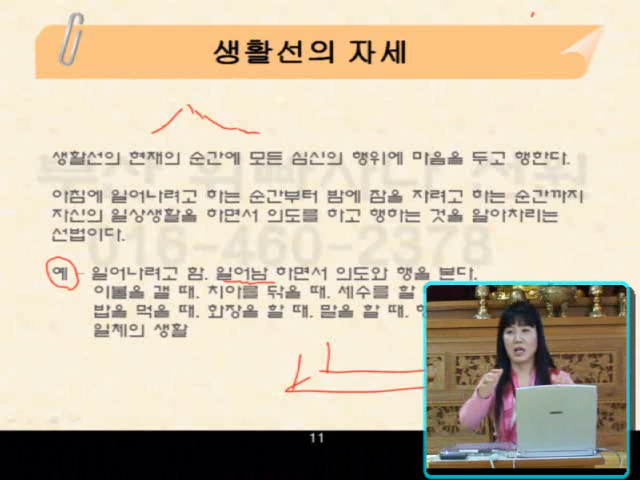 생활선의 자세
생활선의 현재의 순간에 모든 심신의 행위에 마음을 두고 행한다.
아침에 일어나려고 하는 순간부터 밤에 잠을 자려고 하는 순간까지
자신의 일상생활을 하면서 의도를 하고 행하는 것을 알아차리는
선법이다.
예 - 일어나려고 함. 일어남 하면서 의도와 행을 본다.
이불을 갤 때. 치아를 닦을 때. 세수를 할
밥을 먹을 때. 화장을 할 때. 말을 할 때.
일체의 생활
016-460-2378
11